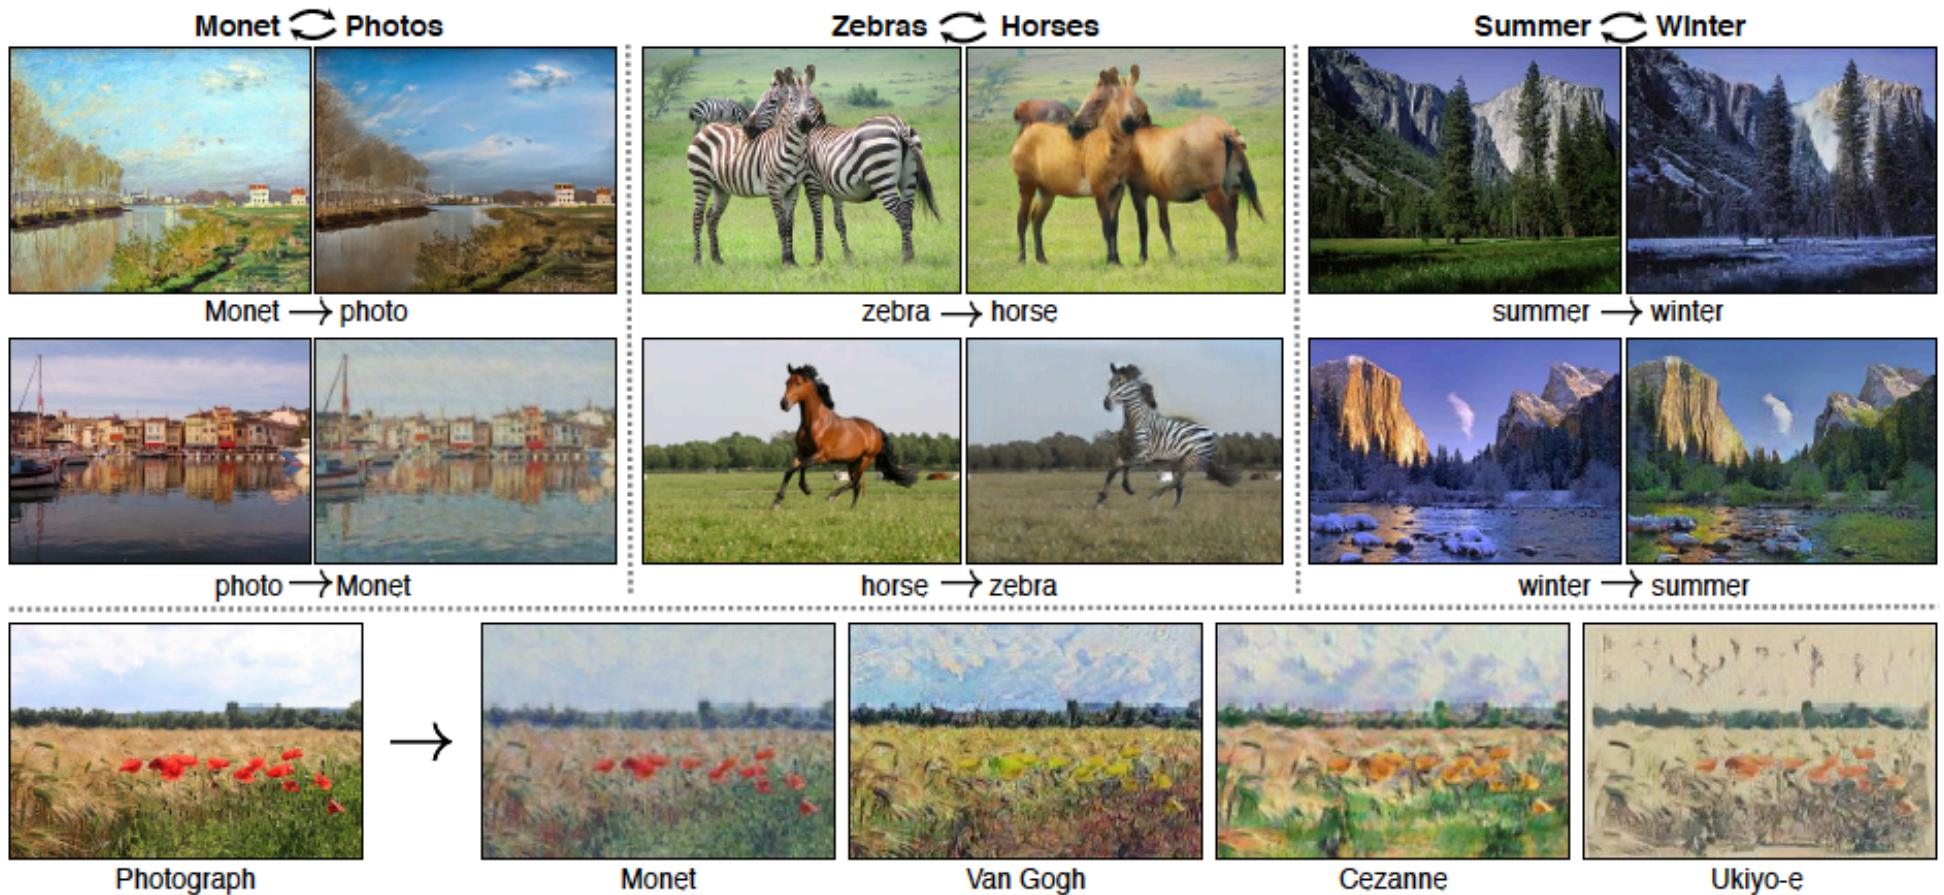 Monet Photos
Zebras Horses
Summer Winter
Monet → photo
zebra → horse
summer → winter
photo → Monet
horse → zebra
winter → summer
Photograph
Monet
Van Gogh
Cezanne
Ukiyo-e